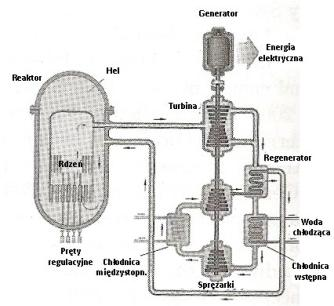 Generator
Energia
elektryczna
Hel
Reaktor
Turbina
Regenerator
Rdzeń
Woda
chłodząca
Pręty
regulacyjne
Chłodnica
międzystopn.
Sprężarki
Chłodnica
wstępna